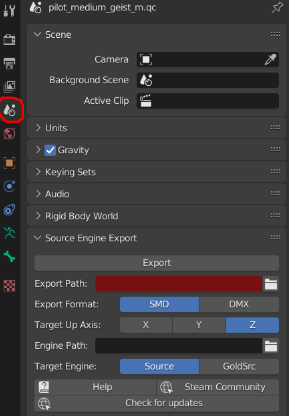 pilot_medium_geist_m.qc
Scene
Camera
Background Scene
Active Clip
Units
Gravity
Keying Sets
Audio
Rigid Body World
Source Engine Export
Export
Export Path:
Export Format: SMD DMX
Target Up Axis: X Y Z
Engine Path:
Target Engine: Source GoldSrc
Help Steam Community
Check for updates